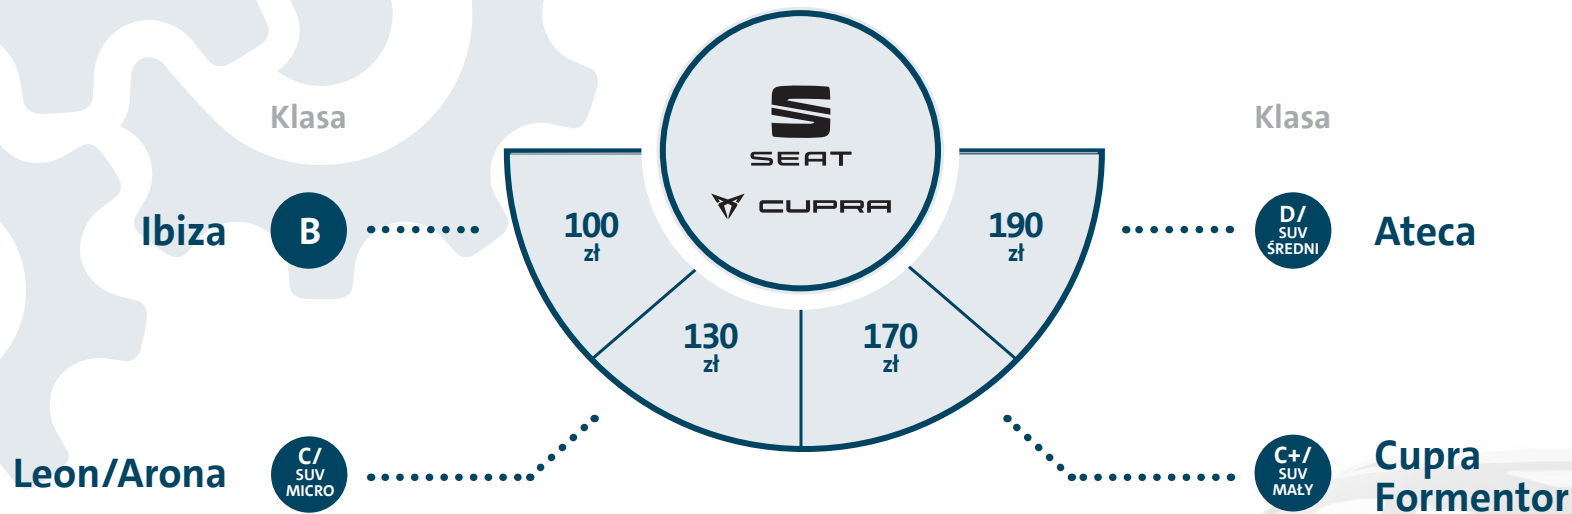 Klasa
Klasa
SEAT
CUPRA
Ibiza
B
100
zł
190
zł
D/
SUV
ŚREDNI
Ateca
130
zł
170
zł
Leon/Arona
C/
SUV
MICRO
C+/
SUV
MAŁY
Cupra
Formentor